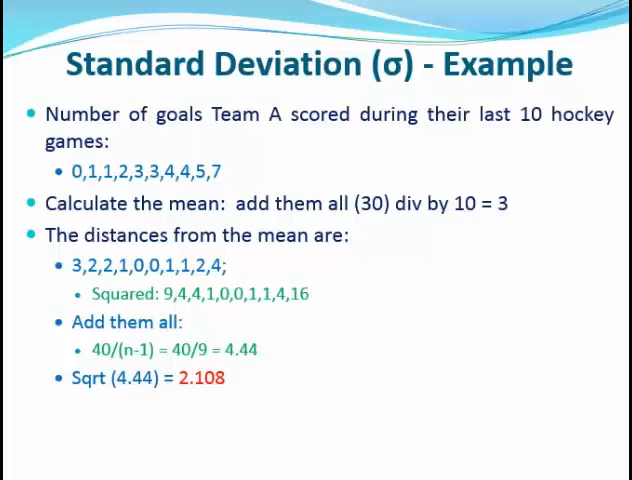 Standard Deviation (σ) - Example
• Number of goals Team A scored during their last 10 hockey
games:
• 0,1,1,2,3,3,4,4,5,7
• Calculate the mean: add them all (30) div by 10 = 3
• The distances from the mean are:
• 3,2,2,1,0,0,1,1,2,4;
• Squared: 9,4,4,1,0,0,1,1,4,16
• Add them all:
• 40/(n-1) = 40/9 = 4.44
• Sqrt (4.44) = 2.108